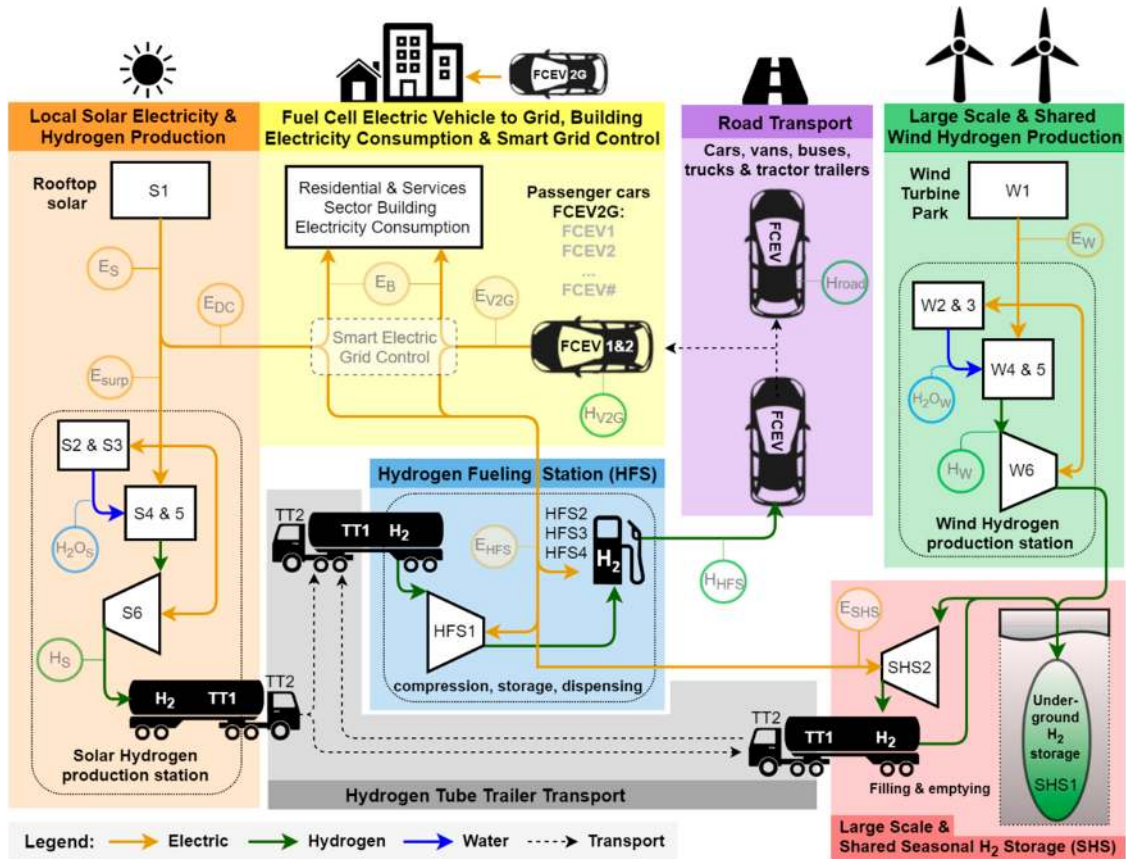 FCEV2G
Local Solar Electricity &
Hydrogen Production
Fuel Cell Electric Vehicle to Grid, Building
Electricity Consumption & Smart Grid Control
Road Transport
Large Scale & Shared
Wind Hydrogen Production
Rooftop
solar
S1
E_S
E_DC
E_surp
S2 & S3
H₂O_S
S4 & 5
S6
H_S
H₂ TT1
TT2
Solar Hydrogen
production station
Residential & Services
Sector Building
Electricity Consumption
Passenger cars
FCEV2G:
FCEV1
FCEV2
...
FCEV#
E_B
E_V2G
Smart Electric
Grid Control
FCEV 1&2
H_V2G
Cars, vans, buses,
trucks & tractor trailers
FCEV
H_road
FCEV
Wind
Turbine
Park
W1
E_W
W2 & 3
H₂O_W
W4 & 5
H_W
W6
Wind Hydrogen
production station
Hydrogen Fueling Station (HFS)
TT2
TT1 H₂
E_HFS
HFS2
HFS3
HFS4
H₂
H_HFS
HFS1
compression, storage, dispensing
E_SHS
SHS2
TT2
TT1 H₂
Filling & emptying
Under-
ground
H₂
storage
SHS1
Hydrogen Tube Trailer Transport
Large Scale &
Shared Seasonal H₂ Storage (SHS)
Legend: Electric Hydrogen Water Transport